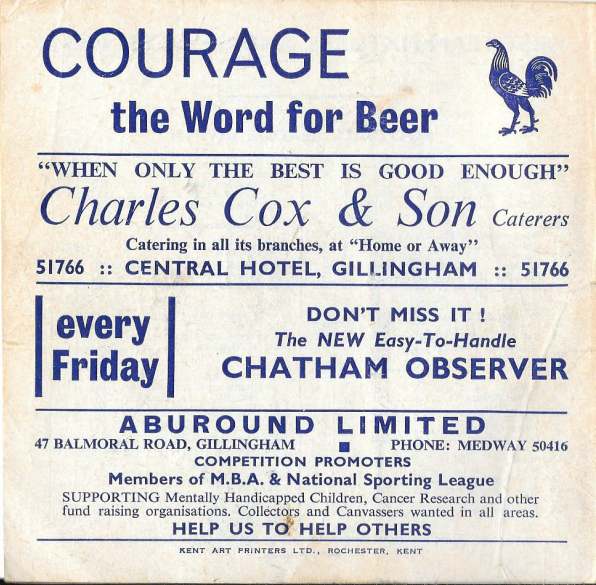 COURAGE
the Word for Beer
"WHEN ONLY THE BEST IS GOOD ENOUGH"
Charles Cox & Son Caterers
Catering in all its branches, at "Home or Away"
51766 :: CENTRAL HOTEL, GILLINGHAM :: 51766
every
Friday
DON'T MISS IT !
The NEW Easy-To-Handle
CHATHAM OBSERVER
ABUROUND LIMITED
47 BALMORAL ROAD, GILLINGHAM ■ PHONE: MEDWAY 50416
COMPETITION PROMOTERS
Members of M.B.A. & National Sporting League
SUPPORTING Mentally Handicapped Children, Cancer Research and other
fund raising organisations. Collectors and Canvassers wanted in all areas.
HELP US TO HELP OTHERS
KENT ART PRINTERS LTD., ROCHESTER, KENT